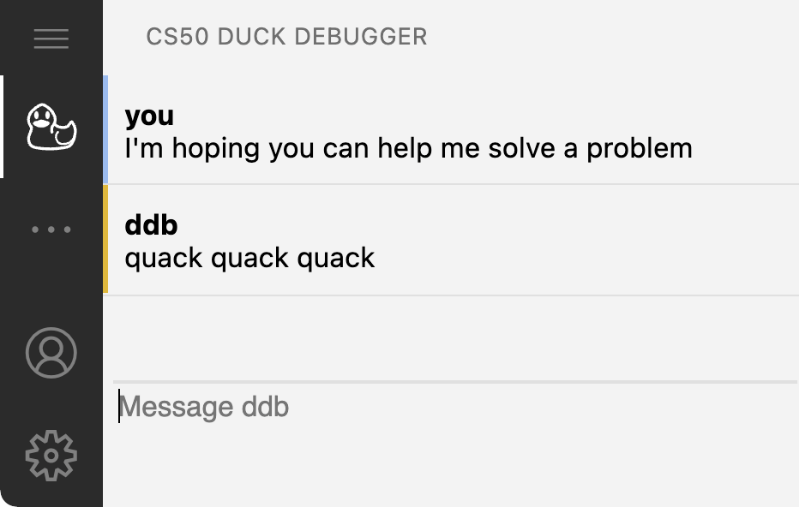 CS50 DUCK DEBUGGER
you
I'm hoping you can help me solve a problem
ddb
quack quack quack
Message ddb